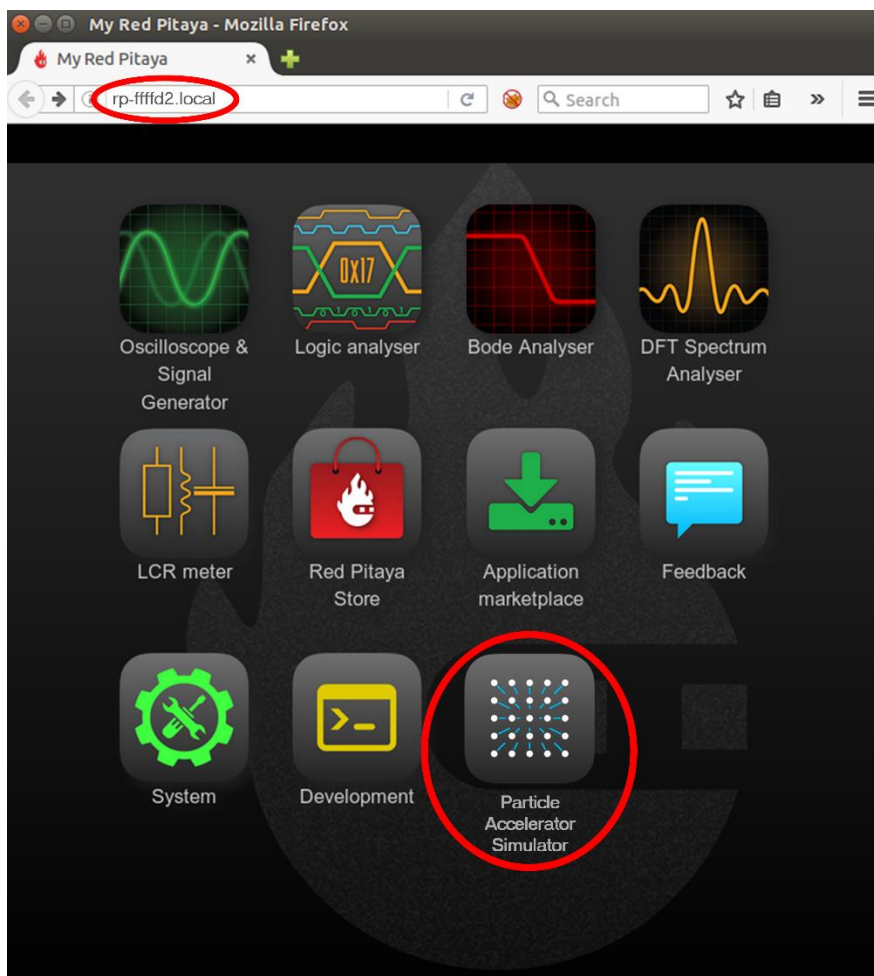 My Red Pitaya - Mozilla Firefox
My Red Pitaya
rp-ffffd2.local
Search
0x17
Oscilloscope &
Signal
Generator
Logic analyser
Bode Analyser
DFT Spectrum
Analyser
LCR meter
Red Pitaya
Store
Application
marketplace
Feedback
System
Development
Particle
Accelerator
Simulator